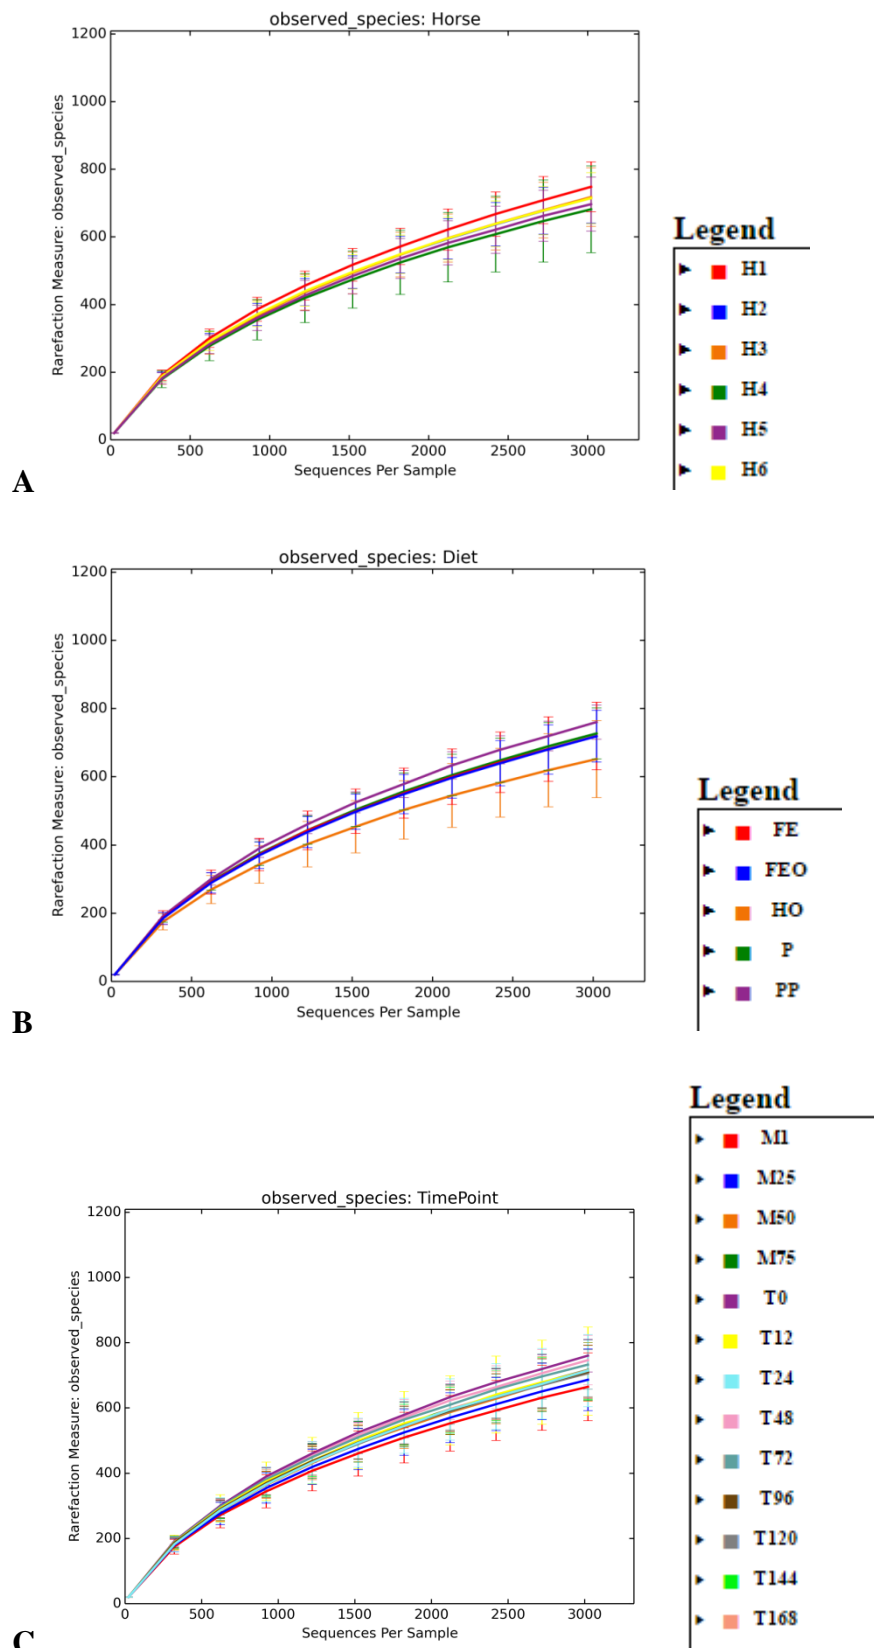 observed_species: Horse
1200
1000
800
600
400
200
0
Rarefaction Measure: observed_species
0 500 1000 1500 2000 2500 3000
Sequences Per Sample
Legend
H1
H2
H3
H4
H5
H6
A
observed_species: Diet
1200
1000
800
600
400
200
0
Rarefaction Measure: observed_species
0 500 1000 1500 2000 2500 3000
Sequences Per Sample
Legend
FE
FEO
HO
P
PP
B
observed_species: TimePoint
1200
1000
800
600
400
200
0
Rarefaction Measure: observed_species
0 500 1000 1500 2000 2500 3000
Sequences Per Sample
Legend
M1
M25
M50
M75
T0
T12
T24
T48
T72
T96
T120
T144
T168
C